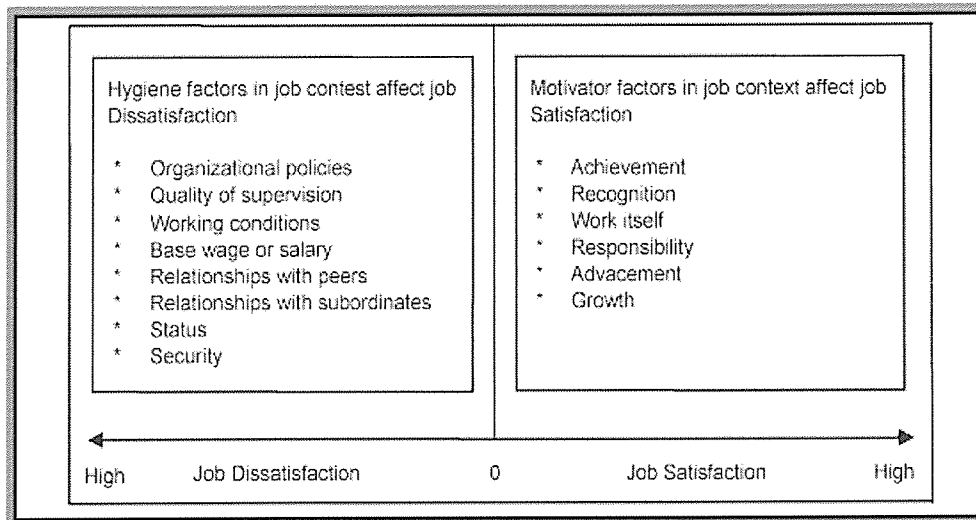 Hygiene factors in job contest affect job
Dissatisfaction
* Organizational policies
* Quality of supervision
* Working conditions
* Base wage or salary
* Relationships with peers
* Relationships with subordinates
* Status
* Security
Motivator factors in job context affect job
Satisfaction
* Achievement
* Recognition
* Work itself
* Responsibility
* Advacement
* Growth
High Job Dissatisfaction 0 Job Satisfaction High